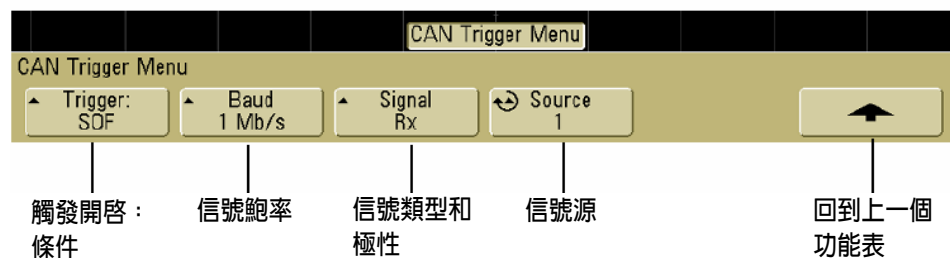 CAN Trigger Menu
CAN Trigger Menu
Trigger:
SOF
Baud
1 Mb/s
Signal
Rx
Source
1
觸發開啓：
條件
信號鮑率
信號類型和
極性
信號源
回到上一個
功能表